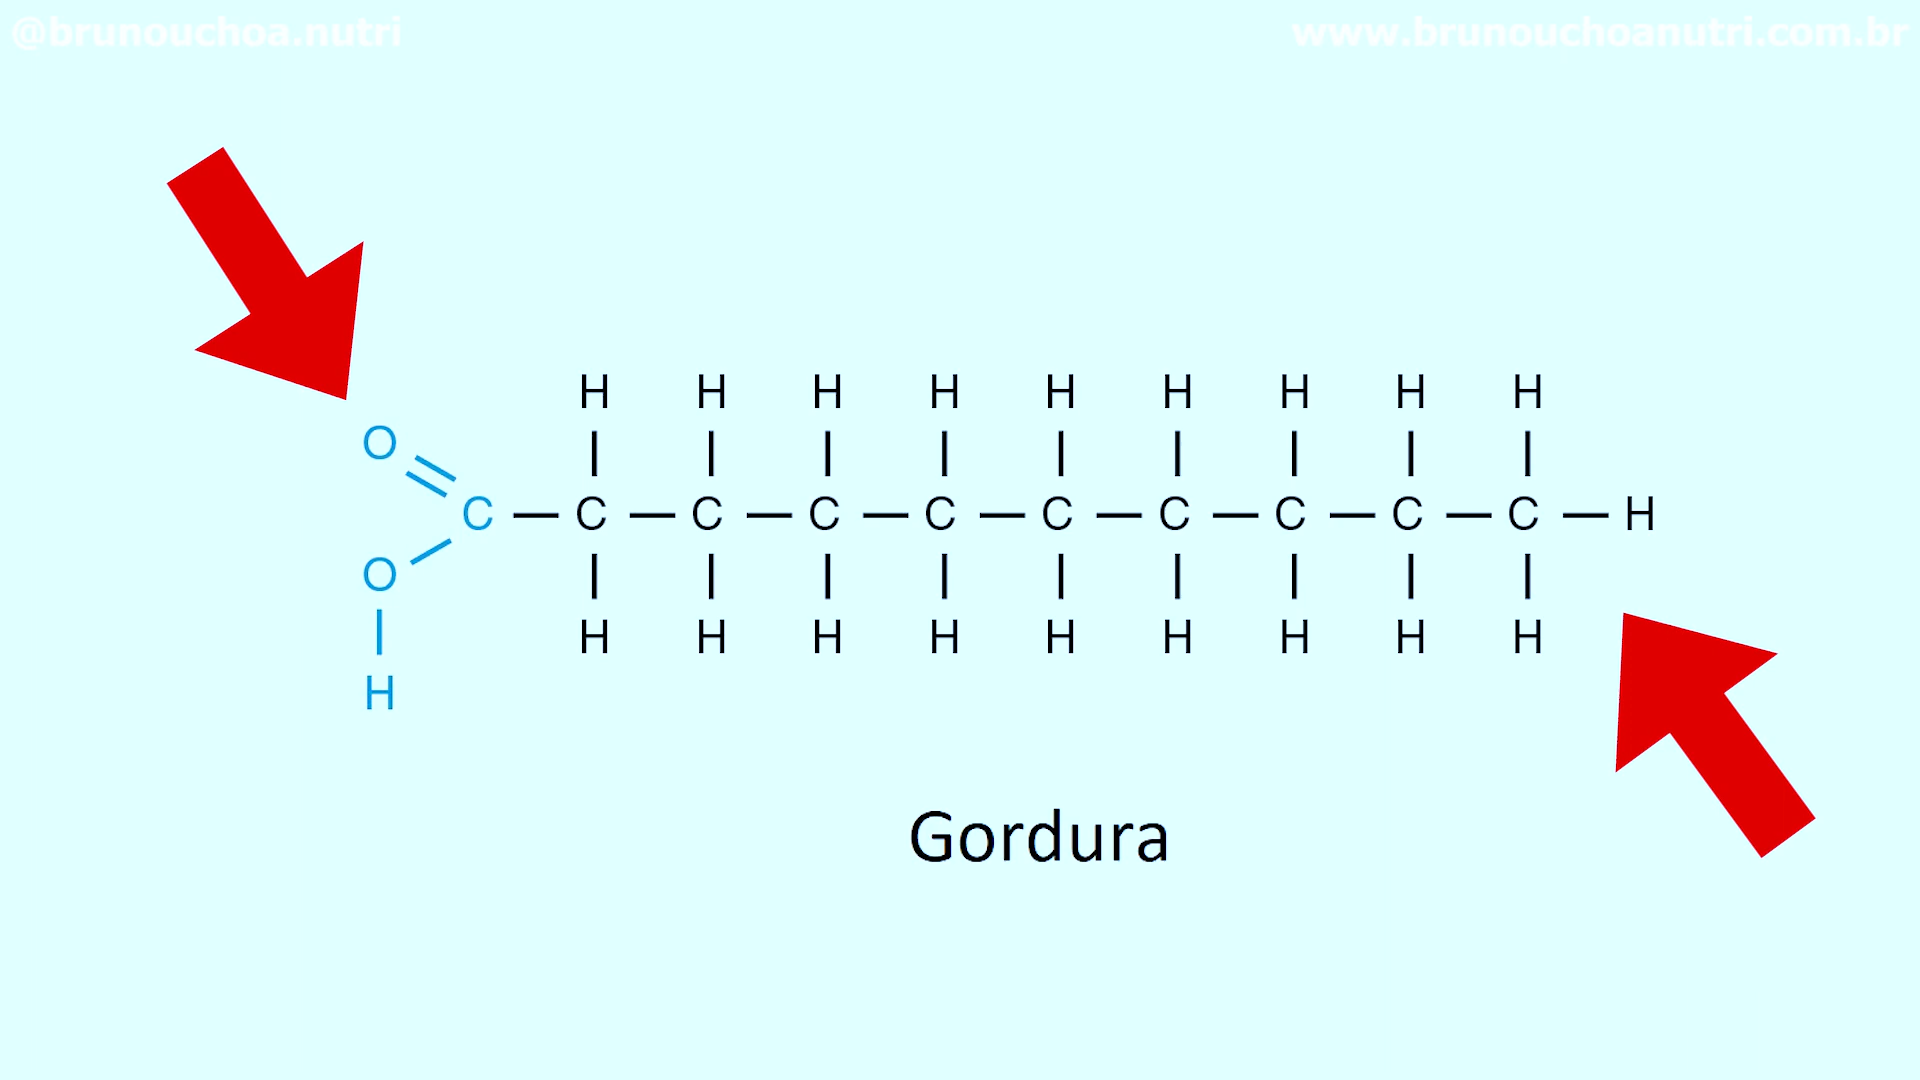 @brunouchoa.nutri www.brunouchoanutri.com.br
H H H H H H H H H
O
C C C C C C C C C C H
O
H H H H H H H H H
H
Gordura